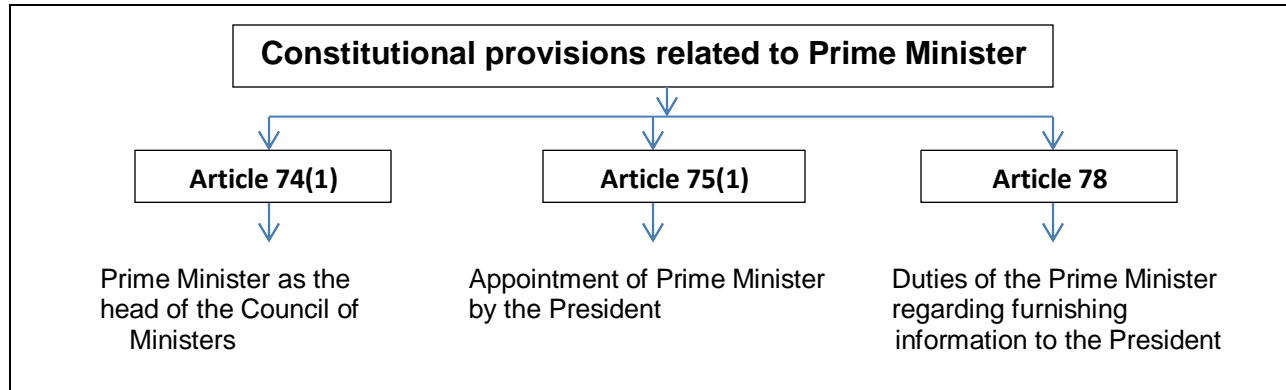 Constitutional provisions related to Prime Minister
Article 74(1)
Article 75(1)
Article 78
Prime Minister as the
head of the Council of
Ministers
Appointment of Prime Minister
by the President
Duties of the Prime Minister
regarding furnishing
information to the President